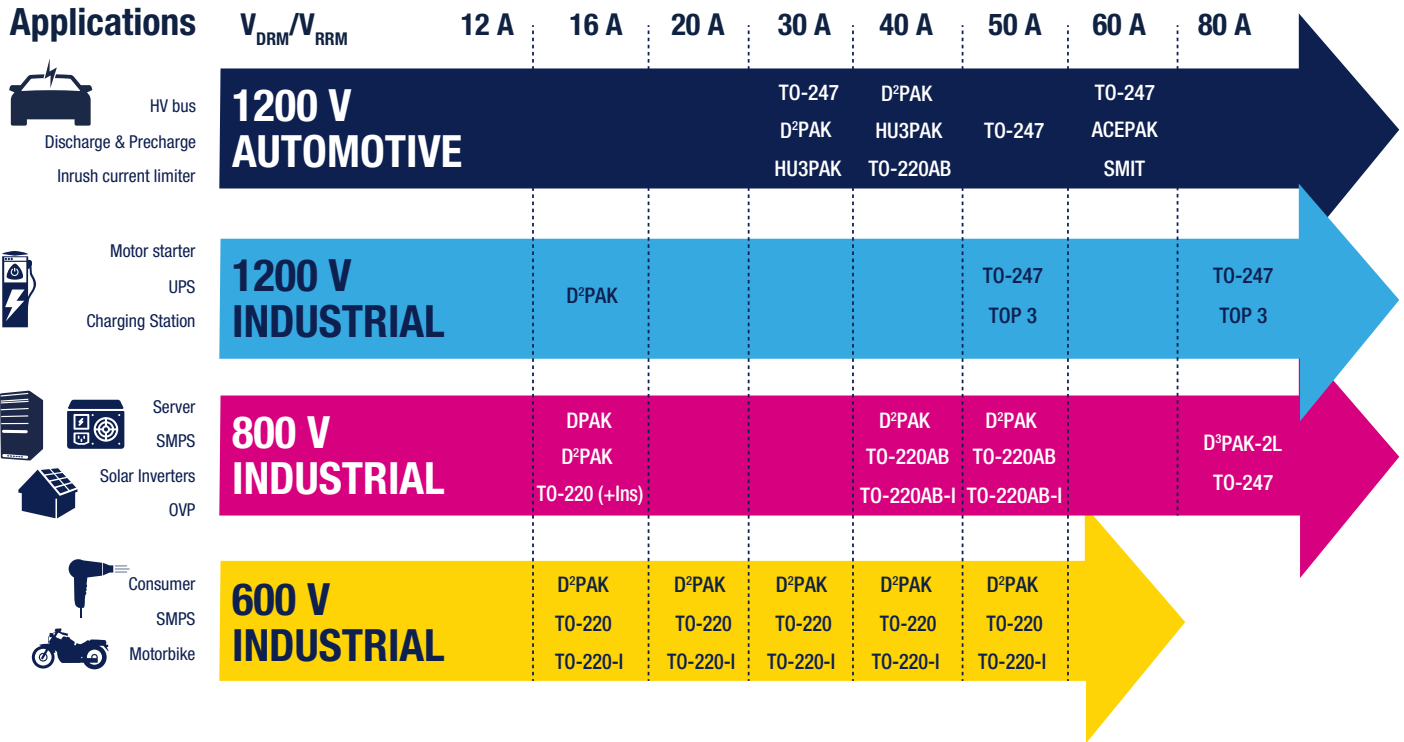 Applications V_DRM/V_RRM 12 A 16 A 20 A 30 A 40 A 50 A 60 A 80 A
HV bus
Discharge & Precharge
Inrush current limiter
1200 V
AUTOMOTIVE
TO-247
D²PAK
HU3PAK
D²PAK
HU3PAK
TO-220AB
TO-247
TO-247
ACEPAK
SMIT
Motor starter
UPS
Charging Station
1200 V
INDUSTRIAL
D²PAK
TO-247
TOP 3
TO-247
TOP 3
Server
SMPS
Solar Inverters
OVP
800 V
INDUSTRIAL
DPAK
D²PAK
TO-220 (+Ins)
D²PAK
TO-220AB
TO-220AB-I
D²PAK
TO-220AB
TO-220AB-I
D³PAK-2L
TO-247
Consumer
SMPS
Motorbike
600 V
INDUSTRIAL
D²PAK
TO-220
TO-220-I
D²PAK
TO-220
TO-220-I
D²PAK
TO-220
TO-220-I
D²PAK
TO-220
TO-220-I
D²PAK
TO-220
TO-220-I